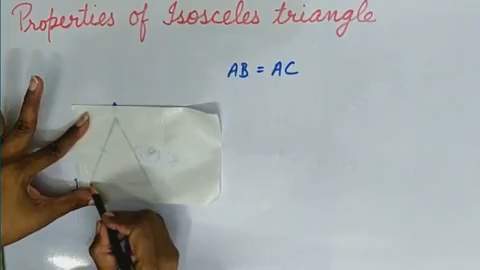 Properties of Isosceles triangle
AB = AC